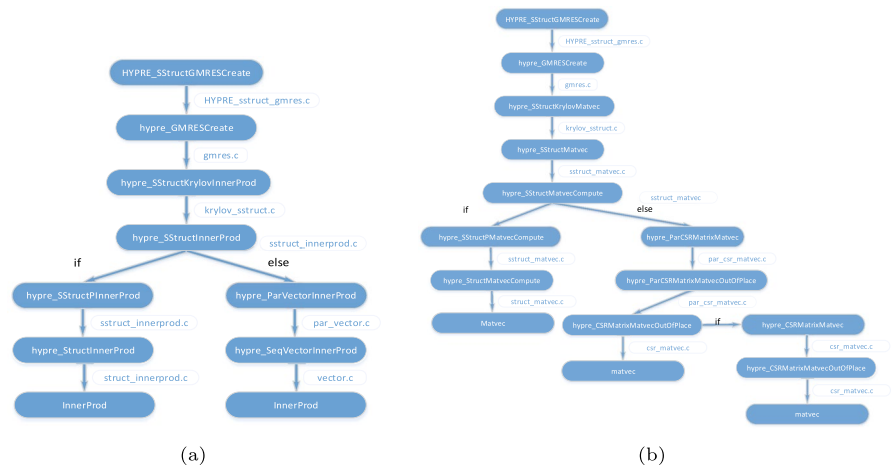 HYPRE_SStructGMRESCreate
HYPRE_sstruct_gmres.c
hypre_GMRESCreate
gmres.c
hypre_SStructKrylovInnerProd
krylov_sstruct.c
hypre_SStructInnerProd
sstruct_innerprod.c
if
else
hypre_SStructPInnerProd
hypre_ParVectorInnerProd
sstruct_innerprod.c
par_vector.c
hypre_StructInnerProd
hypre_SeqVectorInnerProd
struct_innerprod.c
vector.c
InnerProd
InnerProd
(a)
HYPRE_SStructGMRESCreate
HYPRE_sstruct_gmres.c
hypre_GMRESCreate
gmres.c
hypre_SStructKrylovMatvec
krylov_sstruct.c
hypre_SStructMatvec
sstruct_matvec.c
hypre_SStructMatvecCompute
sstruct_matvec
if
else
hypre_SStructPMatvecCompute
hypre_ParCSRMatrixMatvec
sstruct_matvec.c
par_csr_matvec.c
hypre_StructMatvecCompute
hypre_ParCSRMatrixMatvecOutOfPlace
struct_matvec.c
par_csr_matvec.c
Matvec
hypre_CSRMatrixMatvecOutOfPlace
if
hypre_CSRMatrixMatvec
csr_matvec.c
csr_matvec.c
matvec
hypre_CSRMatrixMatvecOutOfPlace
csr_matvec.c
matvec
(b)